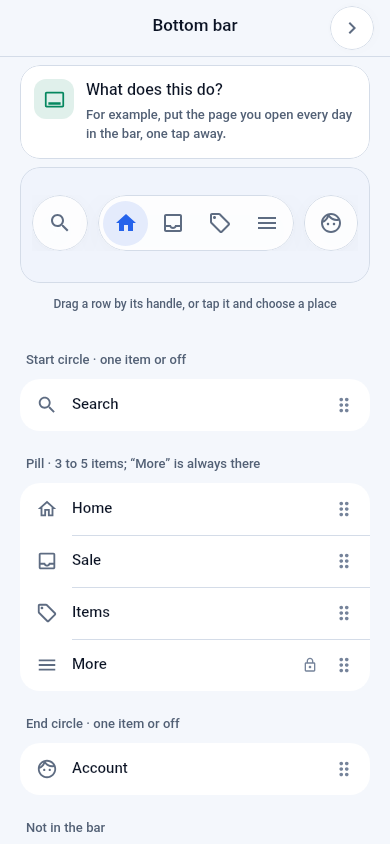 Bottom bar
What does this do?
For example, put the page you open every day
in the bar, one tap away.
Drag a row by its handle, or tap it and choose a place
Start circle · one item or off
Search
Pill · 3 to 5 items; “More” is always there
Home
Sale
Items
More
End circle · one item or off
Account
Not in the bar